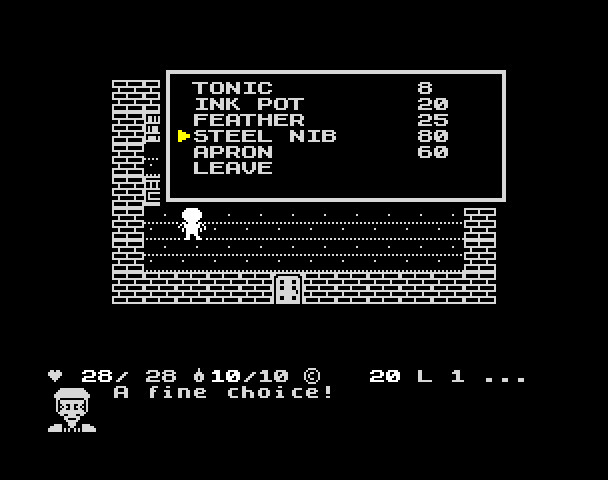 TONIC 8
INK POT 20
FEATHER 25
STEEL NIB 80
APRON 60
LEAVE
28/ 28 10/10 © 20 L 1 ...
A fine choice!